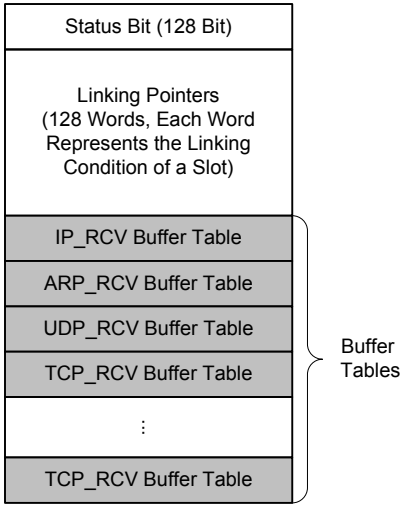 Status Bit (128 Bit)
Linking Pointers
(128 Words, Each Word
Represents the Linking
Condition of a Slot)
IP_RCV Buffer Table
ARP_RCV Buffer Table
UDP_RCV Buffer Table
TCP_RCV Buffer Table
⋮
TCP_RCV Buffer Table
Buffer
Tables